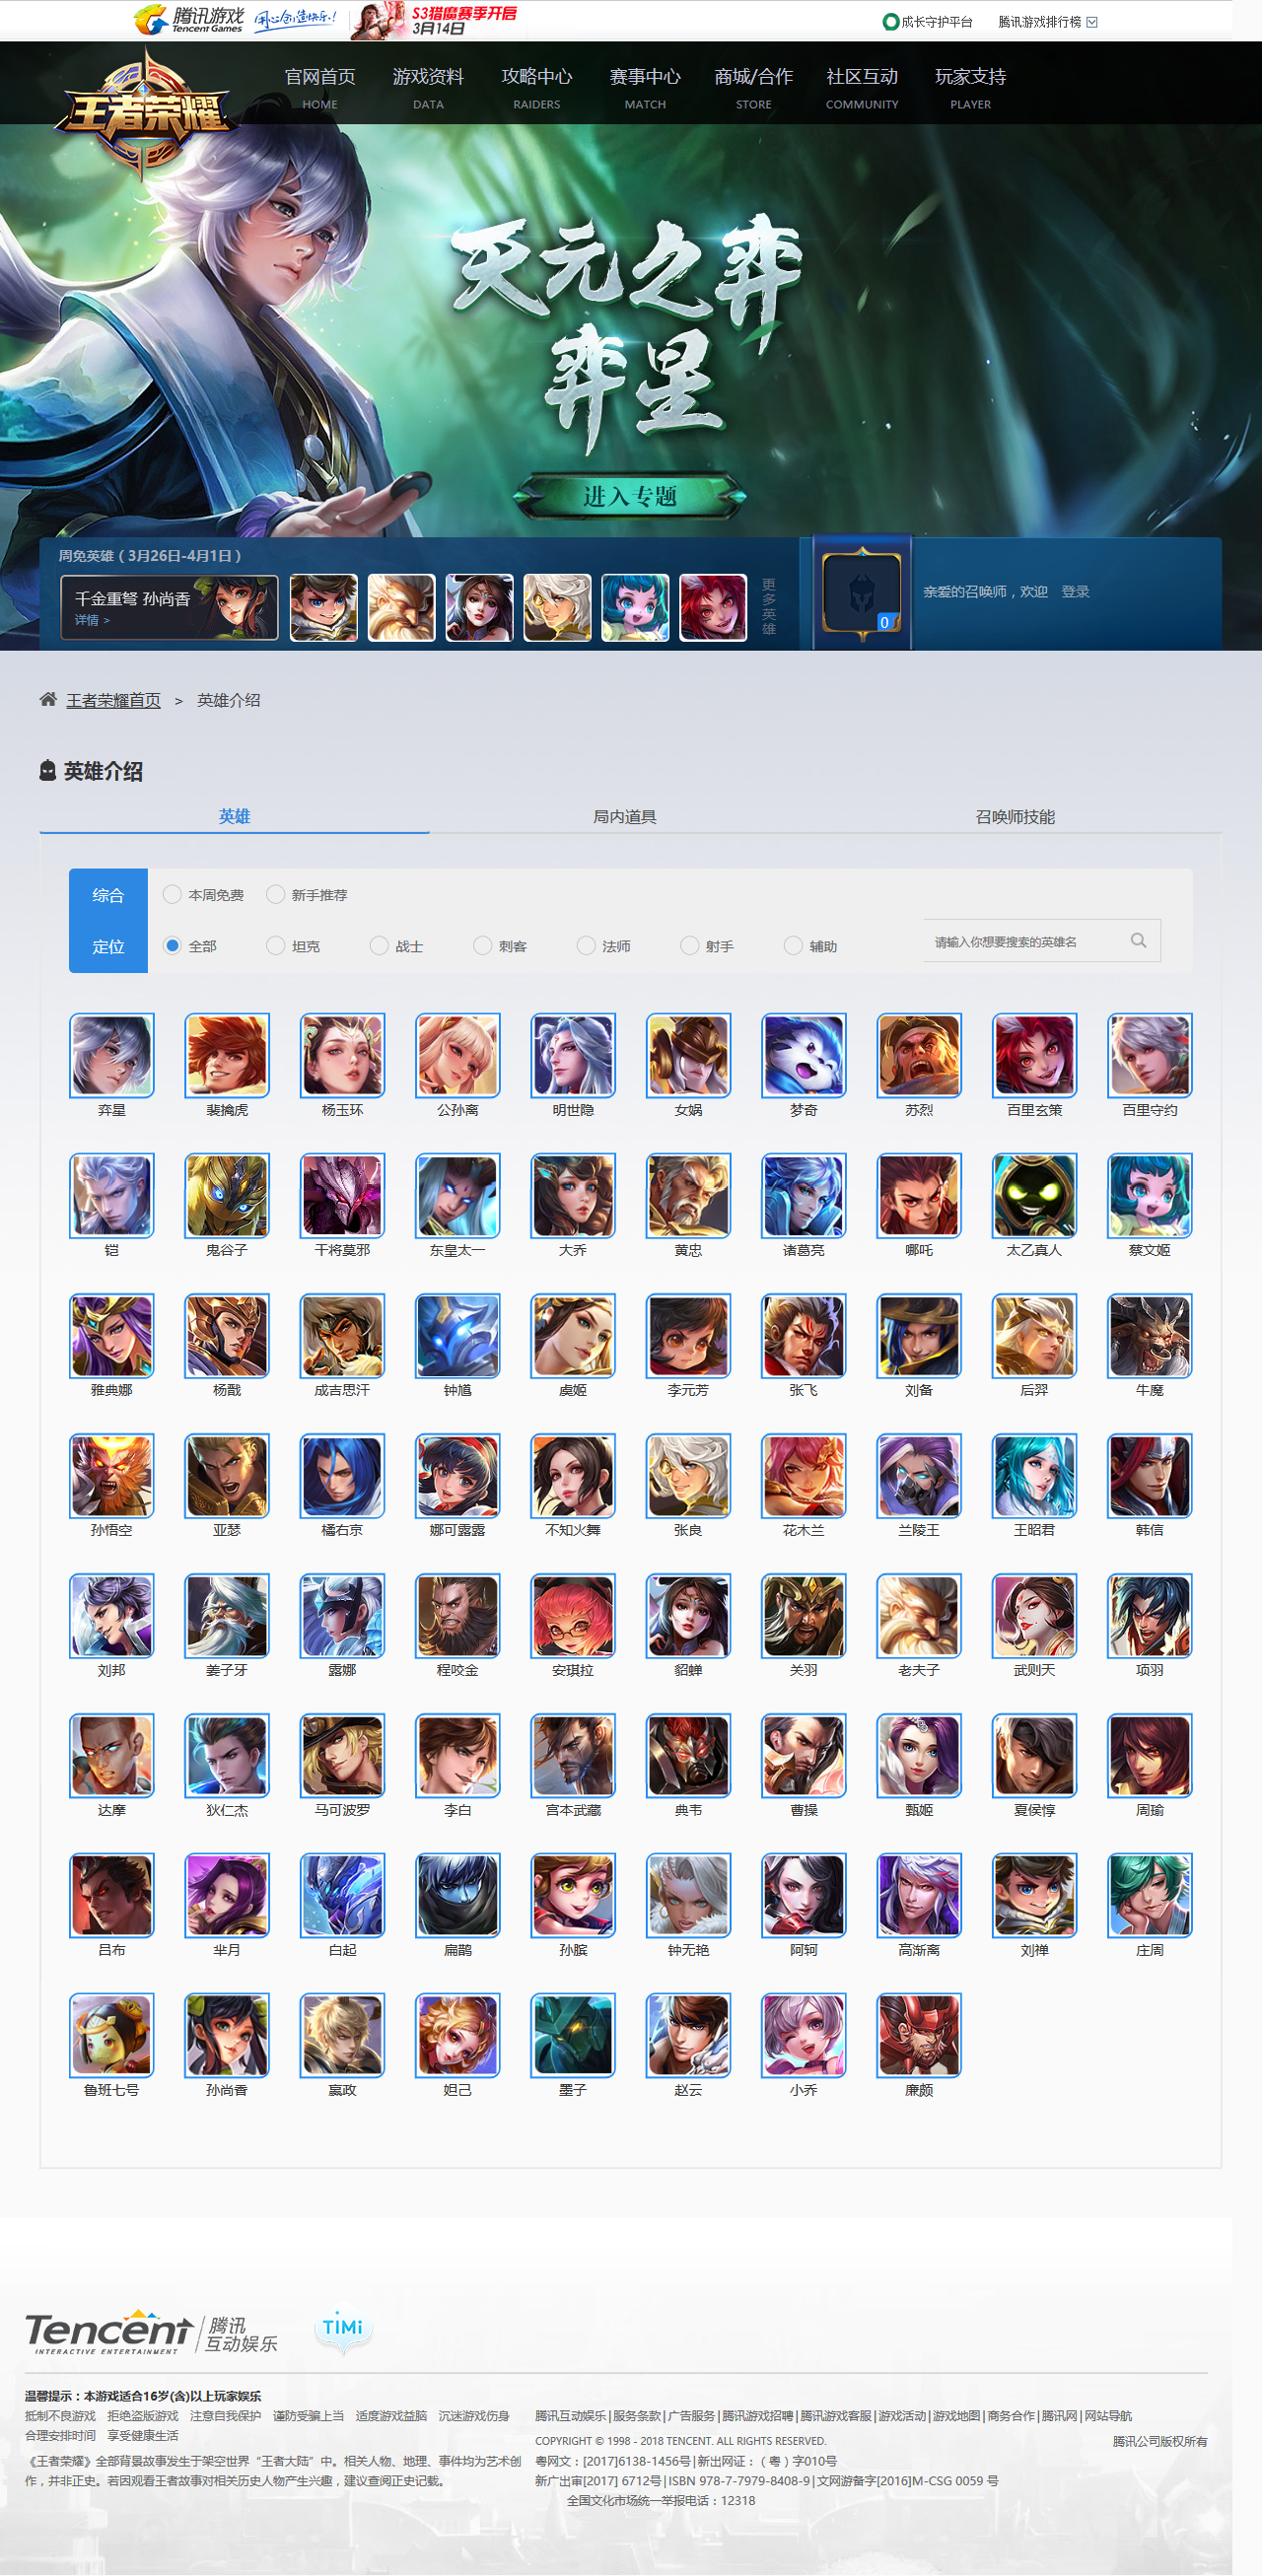 腾讯游戏
Tencent Games
用心创造快乐!
S3猎魔赛季开启
3月14日
成长守护平台
腾讯游戏排行榜
王者荣耀
官网首页 游戏资料 攻略中心 赛事中心 商城/合作 社区互动 玩家支持
HOME DATA RAIDERS MATCH STORE COMMUNITY PLAYER
天元之弈
弈星
进入专题
周免英雄（3月26日-4月1日）
千金重弩 孙尚香
详情 >
更多英雄
0
亲爱的召唤师，欢迎 登录
王者荣耀首页 > 英雄介绍
英雄介绍
英雄 局内道具 召唤师技能
综合 本周免费 新手推荐
定位 全部 坦克 战士 刺客 法师 射手 辅助 请输入你想要搜索的英雄名
弈星 裴擒虎 杨玉环 公孙离 明世隐 女娲 梦奇 苏烈 百里玄策 百里守约
铠 鬼谷子 干将莫邪 东皇太一 大乔 黄忠 诸葛亮 哪吒 太乙真人 蔡文姬
雅典娜 杨戬 成吉思汗 钟馗 虞姬 李元芳 张飞 刘备 后羿 牛魔
孙悟空 亚瑟 橘右京 娜可露露 不知火舞 张良 花木兰 兰陵王 王昭君 韩信
刘邦 姜子牙 露娜 程咬金 安琪拉 貂蝉 关羽 老夫子 武则天 项羽
达摩 狄仁杰 马可波罗 李白 宫本武藏 典韦 曹操 甄姬 夏侯惇 周瑜
吕布 芈月 白起 扁鹊 孙膑 钟无艳 阿轲 高渐离 刘禅 庄周
鲁班七号 孙尚香 嬴政 妲己 墨子 赵云 小乔 廉颇
Tencent 腾讯
INTERACTIVE ENTERTAINMENT 互动娱乐
TiMi
温馨提示：本游戏适合16岁(含)以上玩家娱乐
抵制不良游戏 拒绝盗版游戏 注意自我保护 谨防受骗上当 适度游戏益脑 沉迷游戏伤身
合理安排时间 享受健康生活
《王者荣耀》全部背景故事发生于架空世界“王者大陆”中。相关人物、地理、事件均为艺术创
作，并非正史。若因观看王者故事对相关历史人物产生兴趣，建议查阅正史记载。
腾讯互动娱乐|服务条款|广告服务|腾讯游戏招聘|腾讯游戏客服|游戏活动|游戏地图|商务合作|腾讯网|网站导航
COPYRIGHT © 1998 - 2018 TENCENT. ALL RIGHTS RESERVED. 腾讯公司版权所有
粤网文：[2017]6138-1456号|新出网证：（粤）字010号
新广出审[2017] 6712号|ISBN 978-7-7979-8408-9|文网游备字[2016]M-CSG 0059 号
全国文化市场统一举报电话：12318